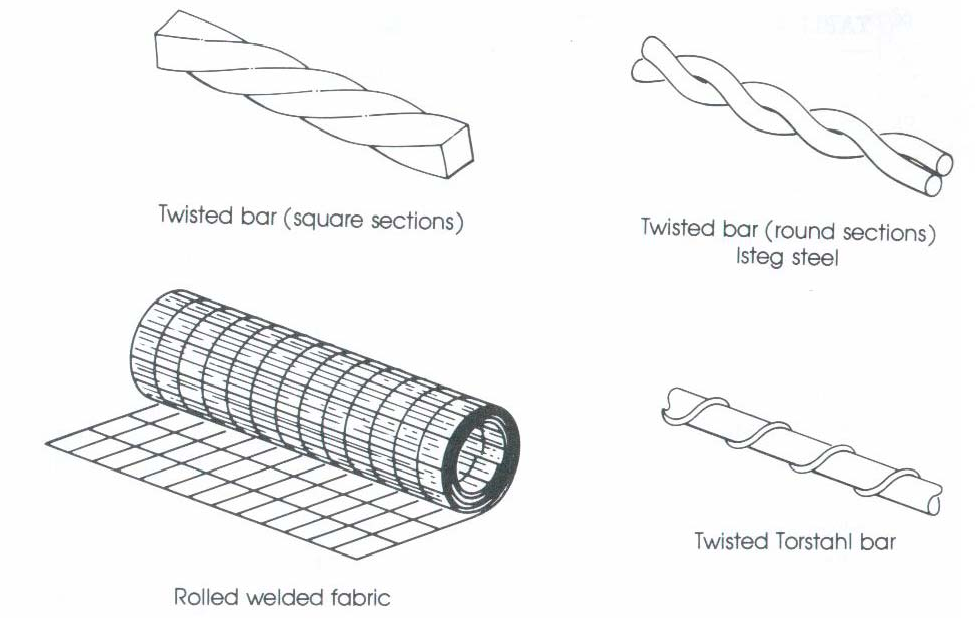 Twisted bar (square sections)
Twisted bar (round sections)
Isteg steel
Twisted Torstahl bar
Rolled welded fabric